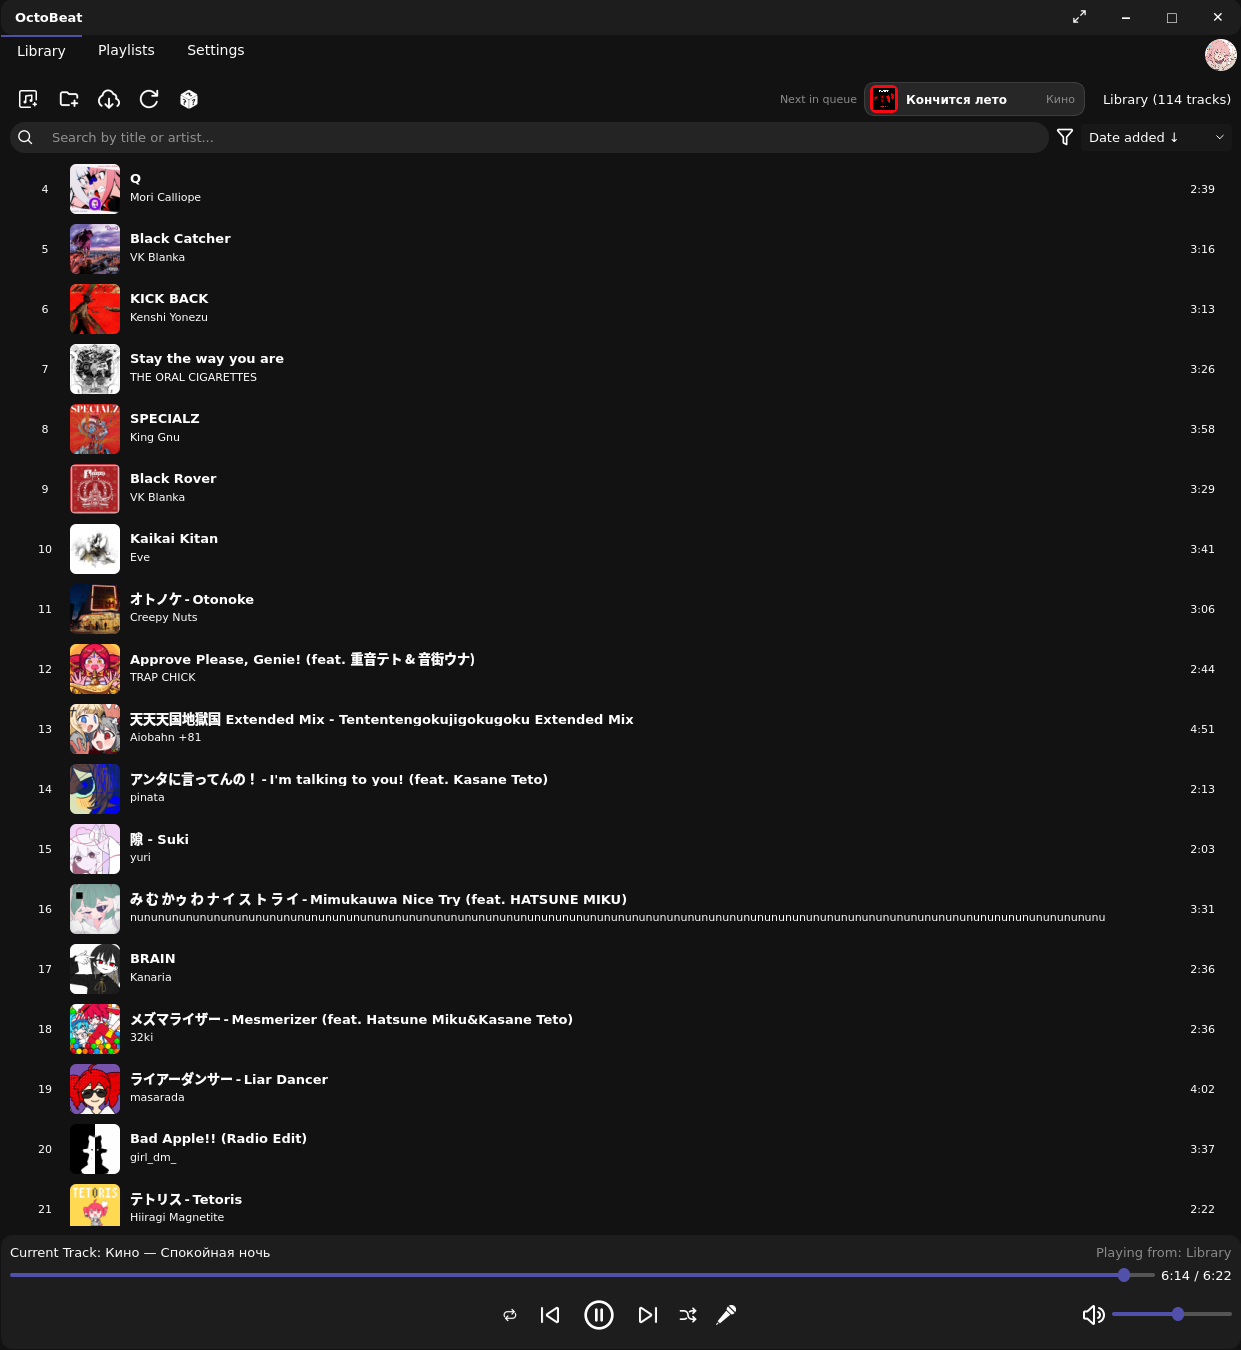 OctoBeat
Library Playlists Settings
Next in queue Кончится лето Кино Library (114 tracks)
Search by title or artist... Date added ↓
4 Q 2:39
Mori Calliope
5 Black Catcher 3:16
VK Blanka
6 KICK BACK 3:13
Kenshi Yonezu
7 Stay the way you are 3:26
THE ORAL CIGARETTES
8 SPECIALZ 3:58
King Gnu
SPECIALZ
9 Black Rover 3:29
VK Blanka
10 Kaikai Kitan 3:41
Eve
11 オトノケ - Otonoke 3:06
Creepy Nuts
12 Approve Please, Genie! (feat. 重音テト & 音街ウナ) 2:44
TRAP CHICK
13 天天天国地獄国 Extended Mix - Tententengokujigokugoku Extended Mix 4:51
Aiobahn +81
14 アンタに言ってんの！ - I'm talking to you! (feat. Kasane Teto) 2:13
pinata
15 隙 - Suki 2:03
yuri
16 みむかゥわナイストライ - Mimukauwa Nice Try (feat. HATSUNE MIKU) 3:31
17 BRAIN 2:36
Kanaria
18 メズマライザー - Mesmerizer (feat. Hatsune Miku&Kasane Teto) 2:36
32ki
19 ライアーダンサー - Liar Dancer 4:02
masarada
20 Bad Apple!! (Radio Edit) 3:37
girl_dm_
21 テトリス - Tetoris 2:22
Hiiragi Magnetite
TETORIS
Current Track: Кино — Спокойная ночь Playing from: Library
6:14 / 6:22